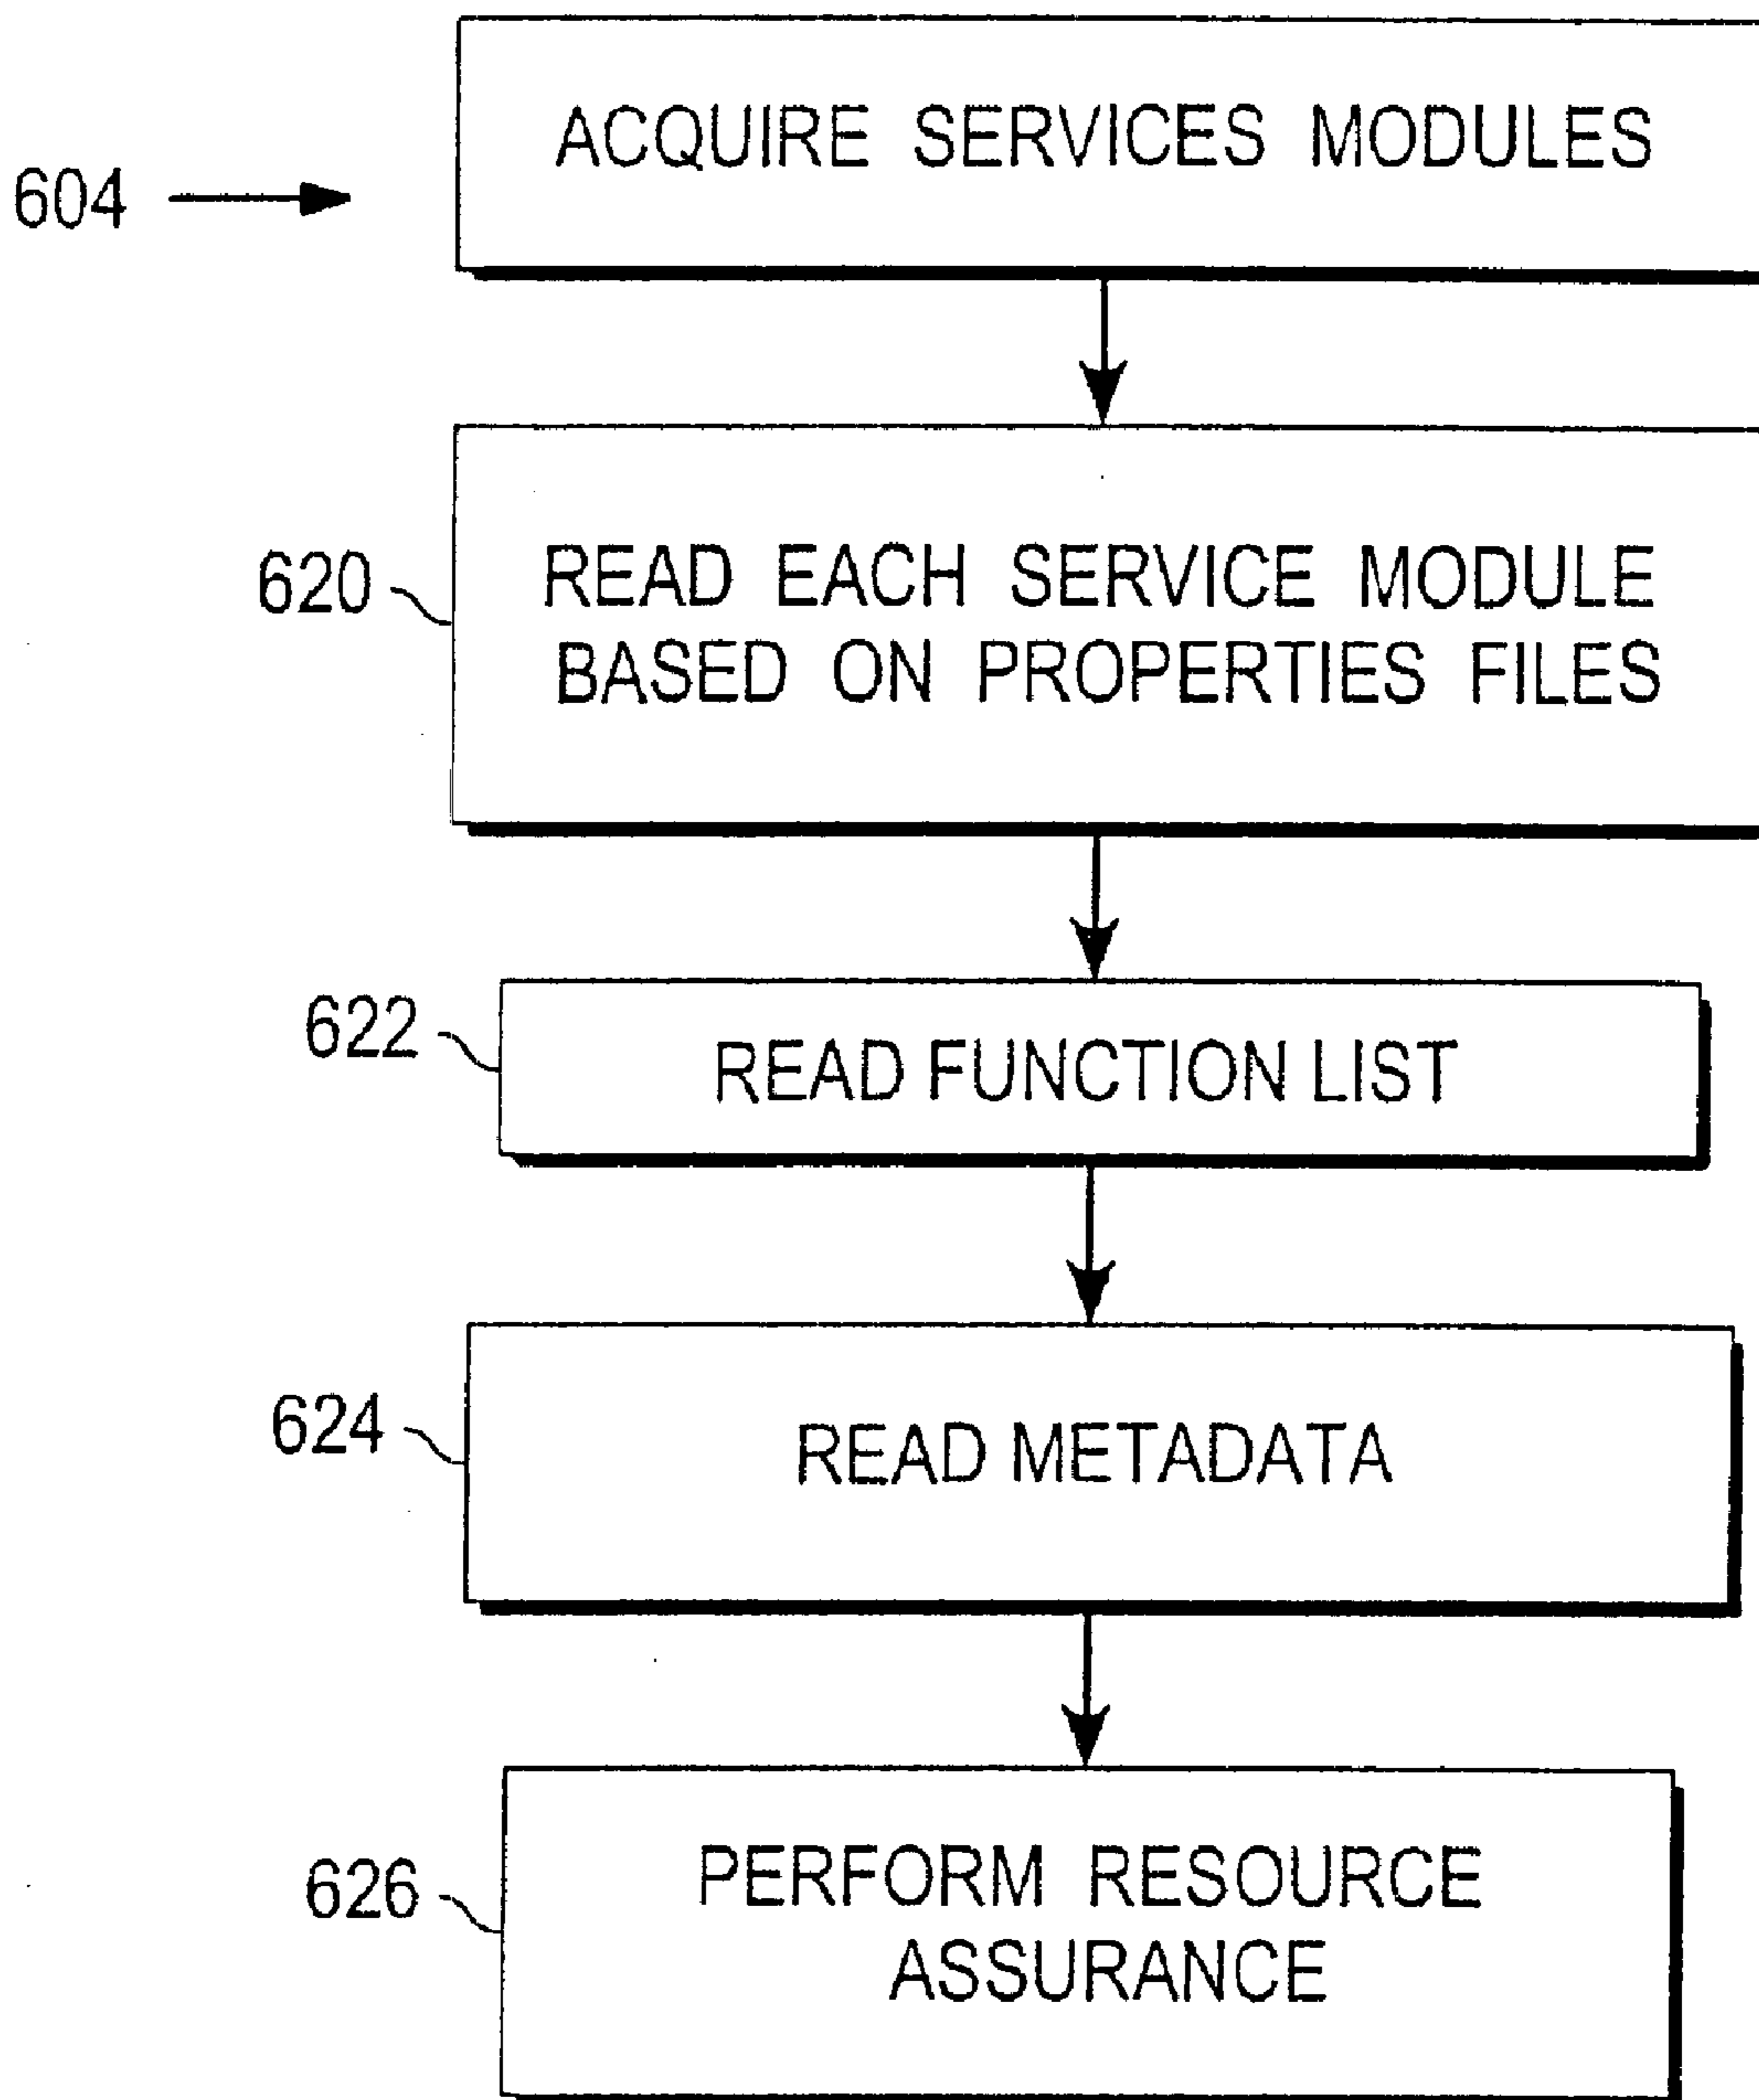 ACQUIRE SERVICES MODULES
604
620
READ EACH SERVICE MODULE
BASED ON PROPERTIES FILES
622
READ FUNCTION LIST
624
READ METADATA
626
PERFORM RESOURCE
ASSURANCE